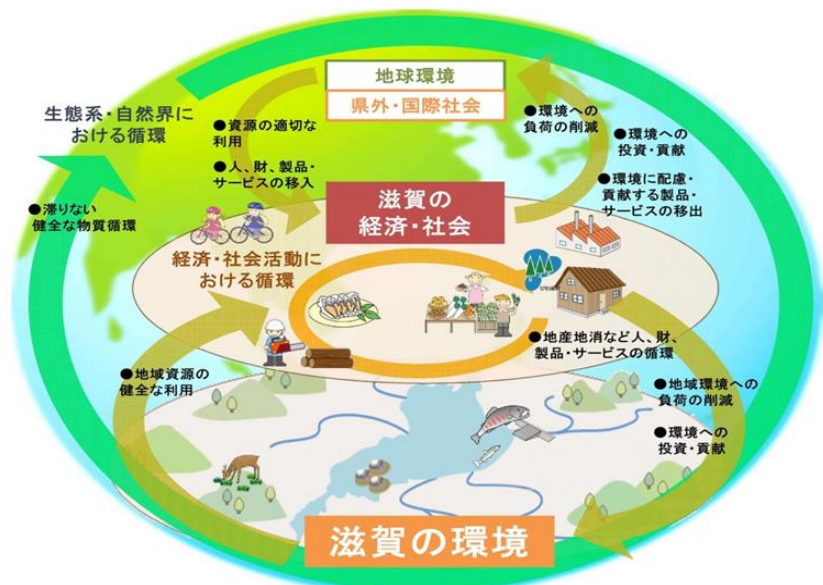 地球環境
県外・国際社会
生態系・自然界に
おける循環
●資源の適切な
利用
●人、財、製品・
サービスの移入
●環境への
負荷の削減
●環境への
投資・貢献
●環境に配慮・
貢献する製品・
サービスの移出
●滞りない
健全な物質循環
滋賀の
経済・社会
経済・社会活動に
おける循環
●地産地消など人、財、
製品・サービスの循環
●地域資源の
健全な利用
●地域環境への
負荷の削減
●環境への
投資・貢献
滋賀の環境